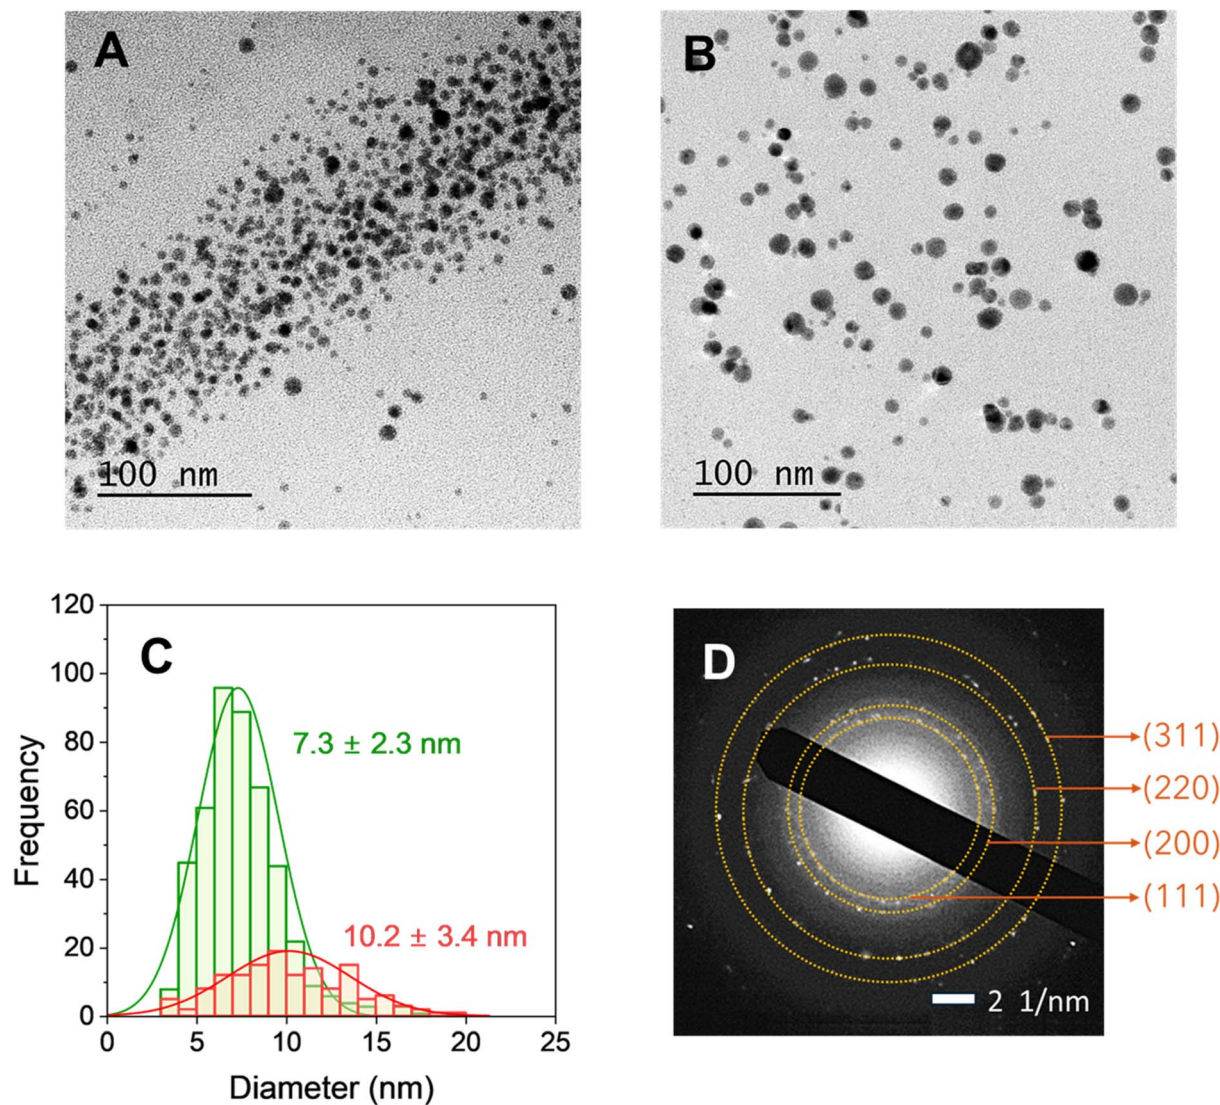 A
B
100 nm
100 nm
120
100
80
60
40
20
0
Frequency
C
7.3 ± 2.3 nm
10.2 ± 3.4 nm
0 5 10 15 20 25
Diameter (nm)
D
(311)
(220)
(200)
(111)
2 1/nm